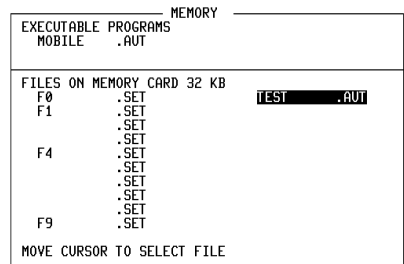 MEMORY
EXECUTABLE PROGRAMS
MOBILE .AUT
FILES ON MEMORY CARD 32 KB
F0 .SET TEST .AUT
F1 .SET
.SET
.SET
F4 .SET
.SET
.SET
.SET
.SET
F9 .SET
MOVE CURSOR TO SELECT FILE